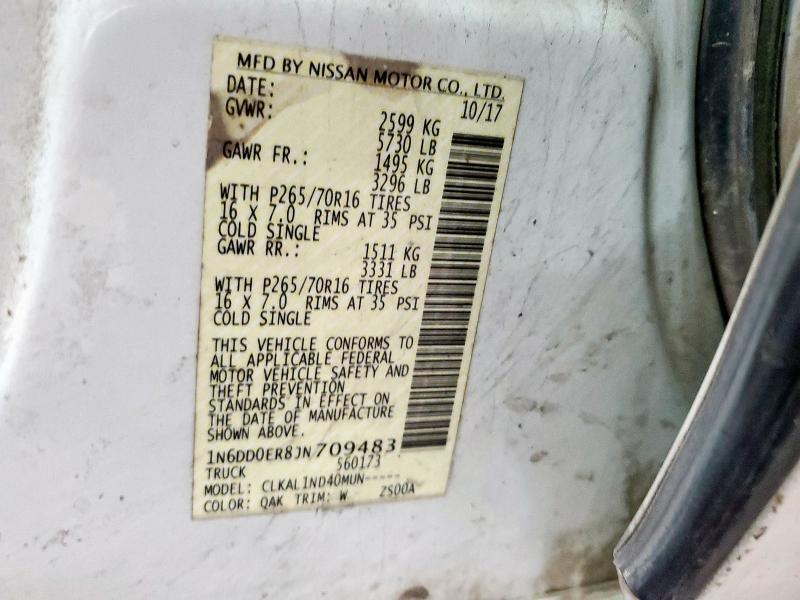 MFD BY NISSAN MOTOR CO., LTD.
DATE: 10/17
GVWR: 2599 KG
5730 LB
GAWR FR.: 1495 KG
3296 LB
WITH P265/70R16 TIRES
16 X 7.0 RIMS AT 35 PSI
COLD SINGLE
GAWR RR.: 1511 KG
3331 LB
WITH P265/70R16 TIRES
16 X 7.0 RIMS AT 35 PSI
COLD SINGLE
THIS VEHICLE CONFORMS TO
ALL APPLICABLE FEDERAL
MOTOR VEHICLE SAFETY AND
THEFT PREVENTION
STANDARDS IN EFFECT ON
THE DATE OF MANUFACTURE
SHOWN ABOVE.
1N6DD0ER8JN709483
560173
TRUCK
MODEL: CLKAL1ND40MUN-----
COLOR: QAK TRIM: W 2S00A